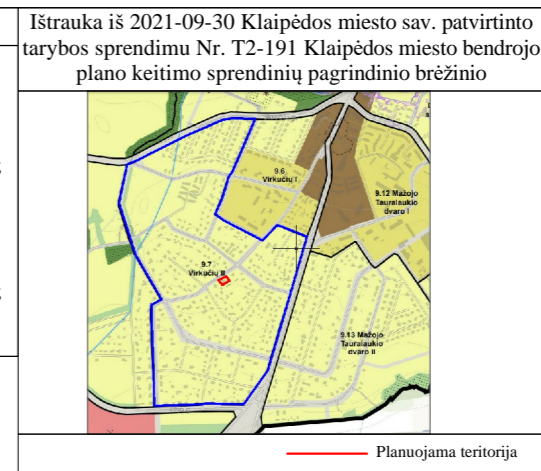 Ištrauka iš 2021-09-30 Klaipėdos miesto sav. patvirtinto
tarybos sprendimu Nr. T2-191 Klaipėdos miesto bendrojo
plano keitimo sprendinių pagrindinio brėžinio
9.6
Virkučių I
9.12 Mažojo
Tauralaukio
dvaro I
9.7
Virkučių II
9.13 Mažojo
Tauralaukio
dvaro II
Planuojama teritorija